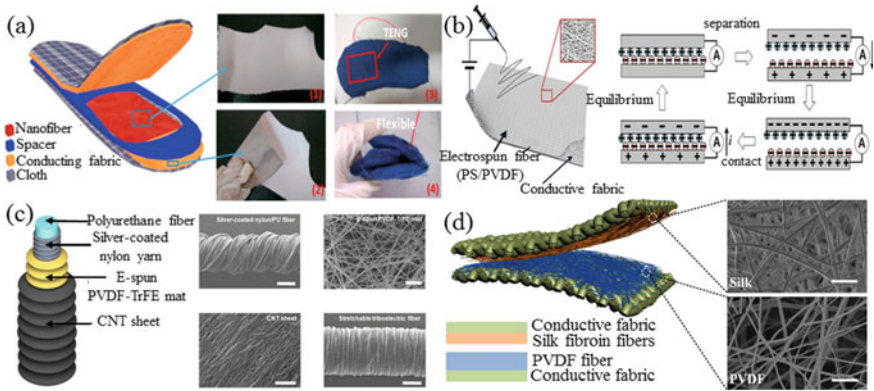 (a)
TENG
(1)
(3)
Flexible
(2)
(4)
Nanofiber
Spacer
Conducting fabric
Cloth
(b)
separation
A
A
Equilibrium
Equilibrium
A
i
A
contact
Electrospun fiber
(PS/PVDF)
Conductive fabric
(c)
Polyurethane fiber
Silver-coated
nylon yarn
E-spun
PVDF-TrFE mat
CNT sheet
Silver-coated nylon/PU fiber
E-spun PVDF-TrFE mat
CNT sheet
Stretchable triboelectric fiber
(d)
Silk
PVDF
Conductive fabric
Silk fibroin fibers
PVDF fiber
Conductive fabric